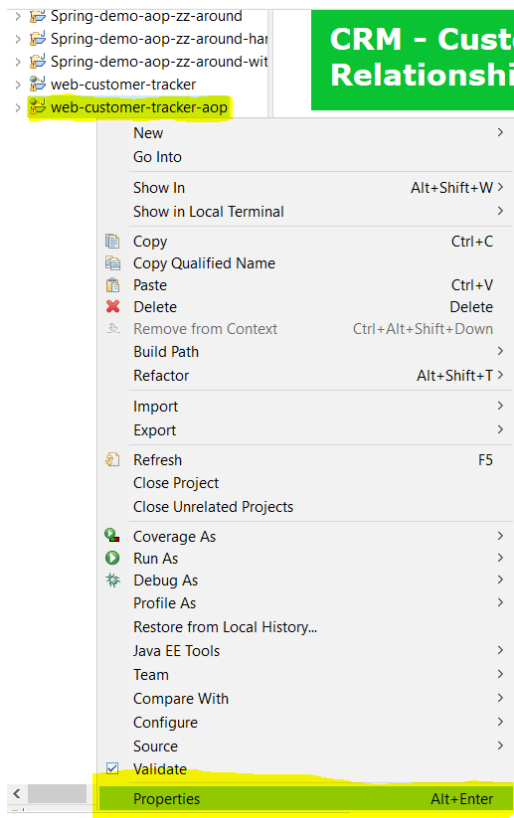 Spring-demo-aop-zz-around
Spring-demo-aop-zz-around-har
Spring-demo-aop-zz-around-wit
web-customer-tracker
web-customer-tracker-aop
CRM - Cust
Relationshi
New
Go Into
Show In Alt+Shift+W
Show in Local Terminal
Copy Ctrl+C
Copy Qualified Name
Paste Ctrl+V
Delete Delete
Remove from Context Ctrl+Alt+Shift+Down
Build Path
Refactor Alt+Shift+T
Import
Export
Refresh F5
Close Project
Close Unrelated Projects
Coverage As
Run As
Debug As
Profile As
Restore from Local History...
Java EE Tools
Team
Compare With
Configure
Source
Validate
Properties Alt+Enter